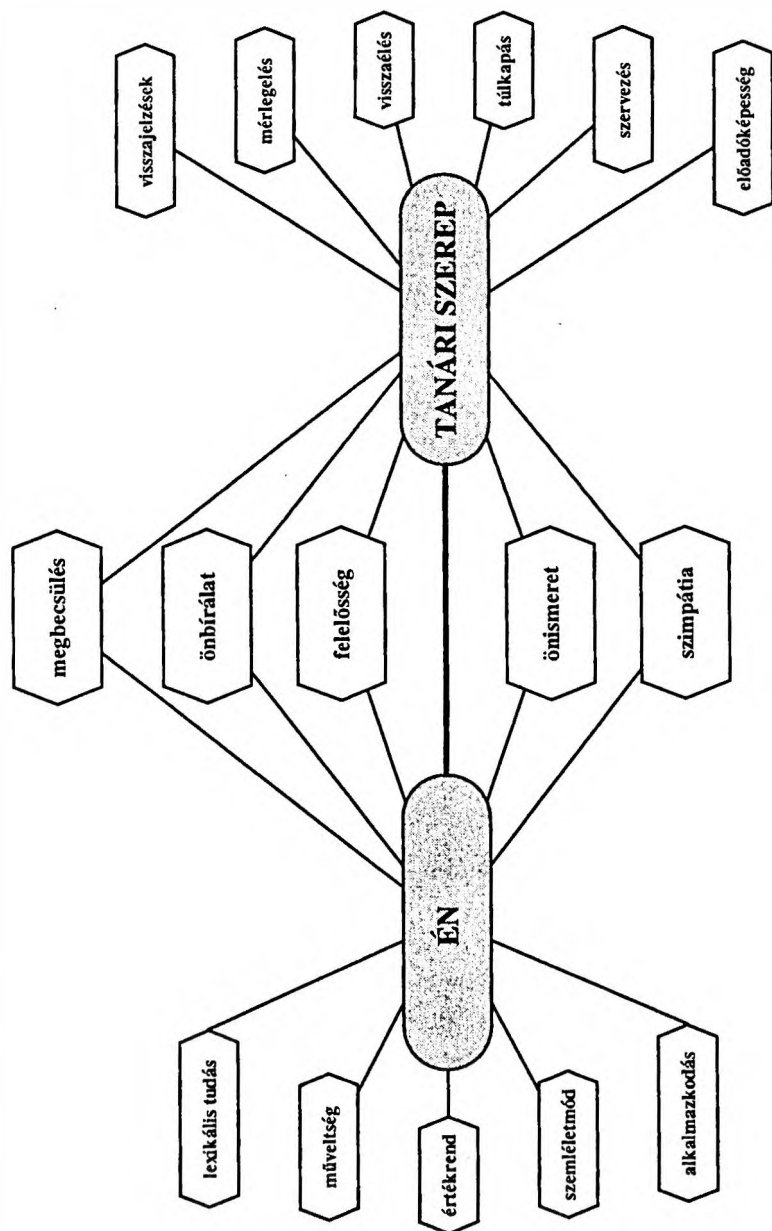 lexikális tudás
műveltség
értékrend
szemléletmód
alkalmazkodás
ÉN
megbecsülés
önbírálat
felelősség
önismeret
szimpátia
TANÁRI SZEREP
visszajelzések
mérlegelés
visszaélés
túlkapás
szervezés
előadóképesség